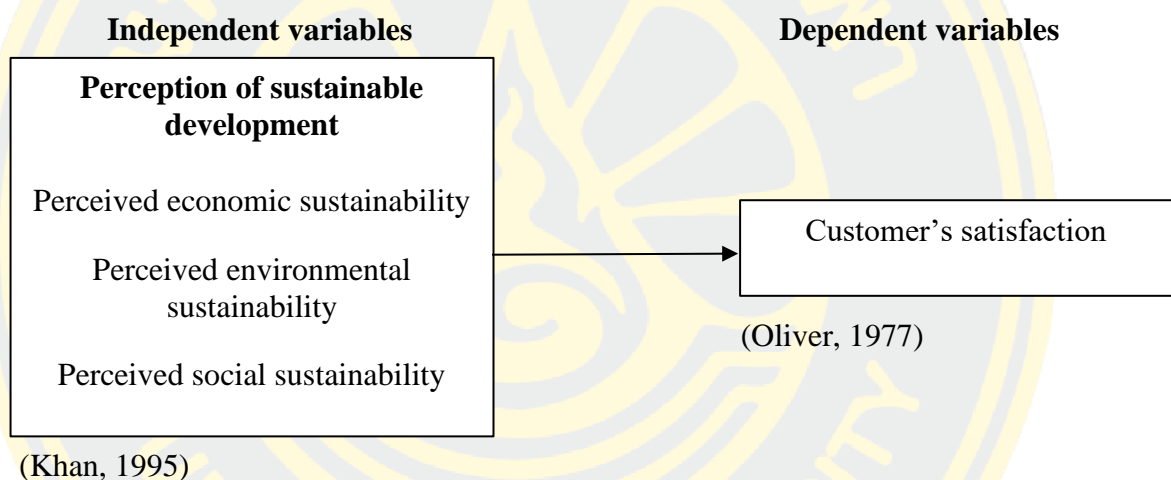 Independent variables
Dependent variables
Perception of sustainable
development
Perceived economic sustainability
Perceived environmental
sustainability
Perceived social sustainability
Customer’s satisfaction
(Oliver, 1977)
(Khan, 1995)